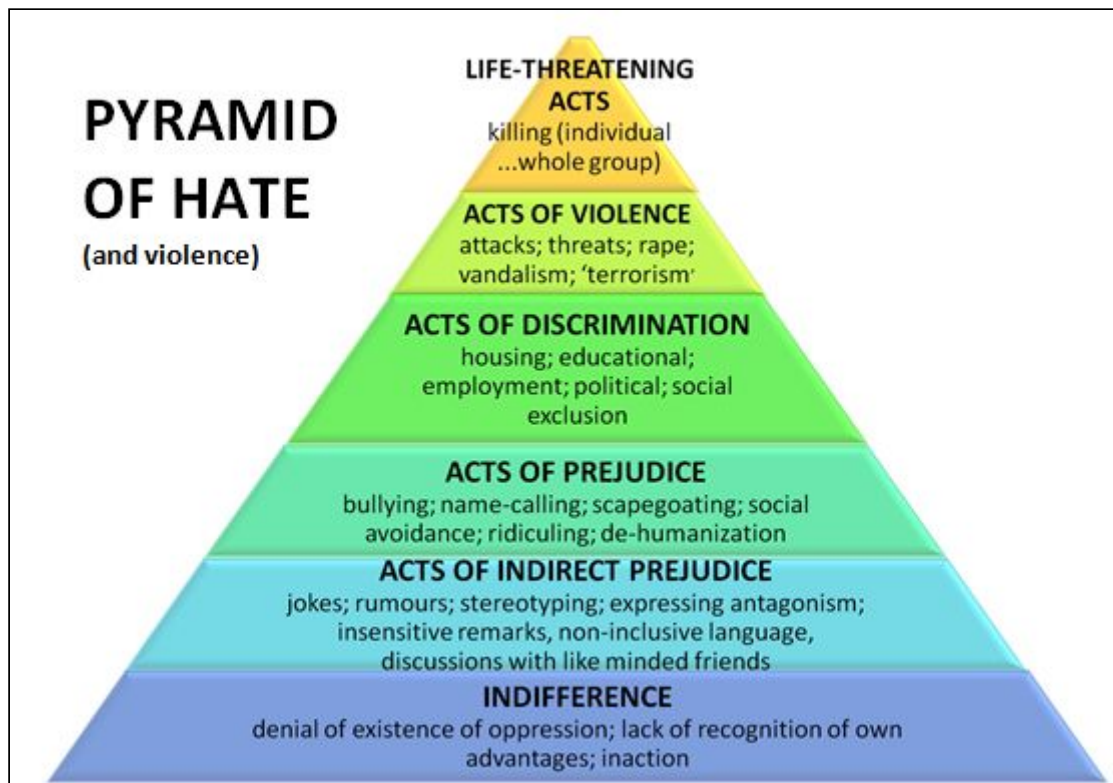 PYRAMID
OF HATE
(and violence)
LIFE-THREATENING
ACTS
killing (individual
...whole group)
ACTS OF VIOLENCE
attacks; threats; rape;
vandalism; ‘terrorism’
ACTS OF DISCRIMINATION
housing; educational;
employment; political; social
exclusion
ACTS OF PREJUDICE
bullying; name-calling; scapegoating; social
avoidance; ridiculing; de-humanization
ACTS OF INDIRECT PREJUDICE
jokes; rumours; stereotyping; expressing antagonism;
insensitive remarks, non-inclusive language,
discussions with like minded friends
INDIFFERENCE
denial of existence of oppression; lack of recognition of own
advantages; inaction